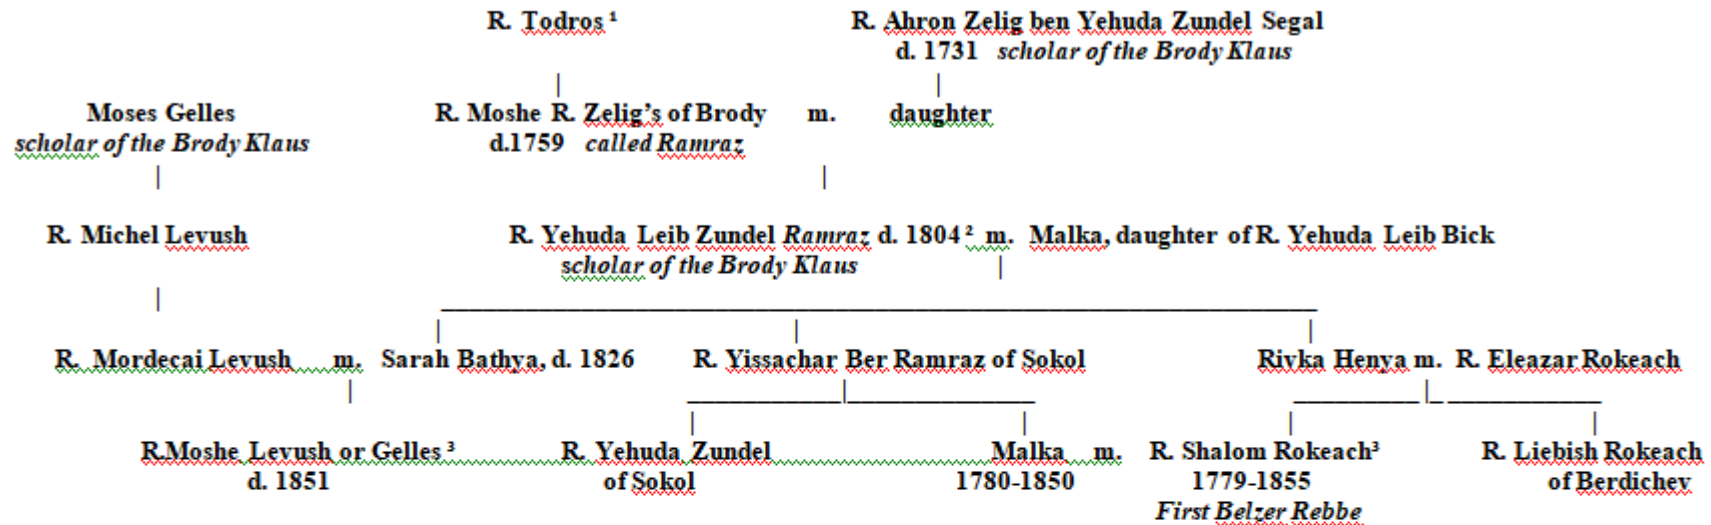 R. Todros ¹ R. Ahron Zelig ben Yehuda Zundel Segal
d. 1731 scholar of the Brody Klaus
Moses Gelles R. Moshe R. Zelig’s of Brody m. daughter
scholar of the Brody Klaus d.1759 called Ramraz
R. Michel Levush R. Yehuda Leib Zundel Ramraz d. 1804 ² m. Malka, daughter of R. Yehuda Leib Bick
scholar of the Brody Klaus
R. Mordecai Levush m. Sarah Bathya, d. 1826 R. Yissachar Ber Ramraz of Sokol Rivka Henya m. R. Eleazar Rokeach
R.Moshe Levush or Gelles ³ R. Yehuda Zundel Malka m. R. Shalom Rokeach³ R. Liebish Rokeach
d. 1851 of Sokol 1780-1850 1779-1855 of Berdichev
First Belzer Rebbe